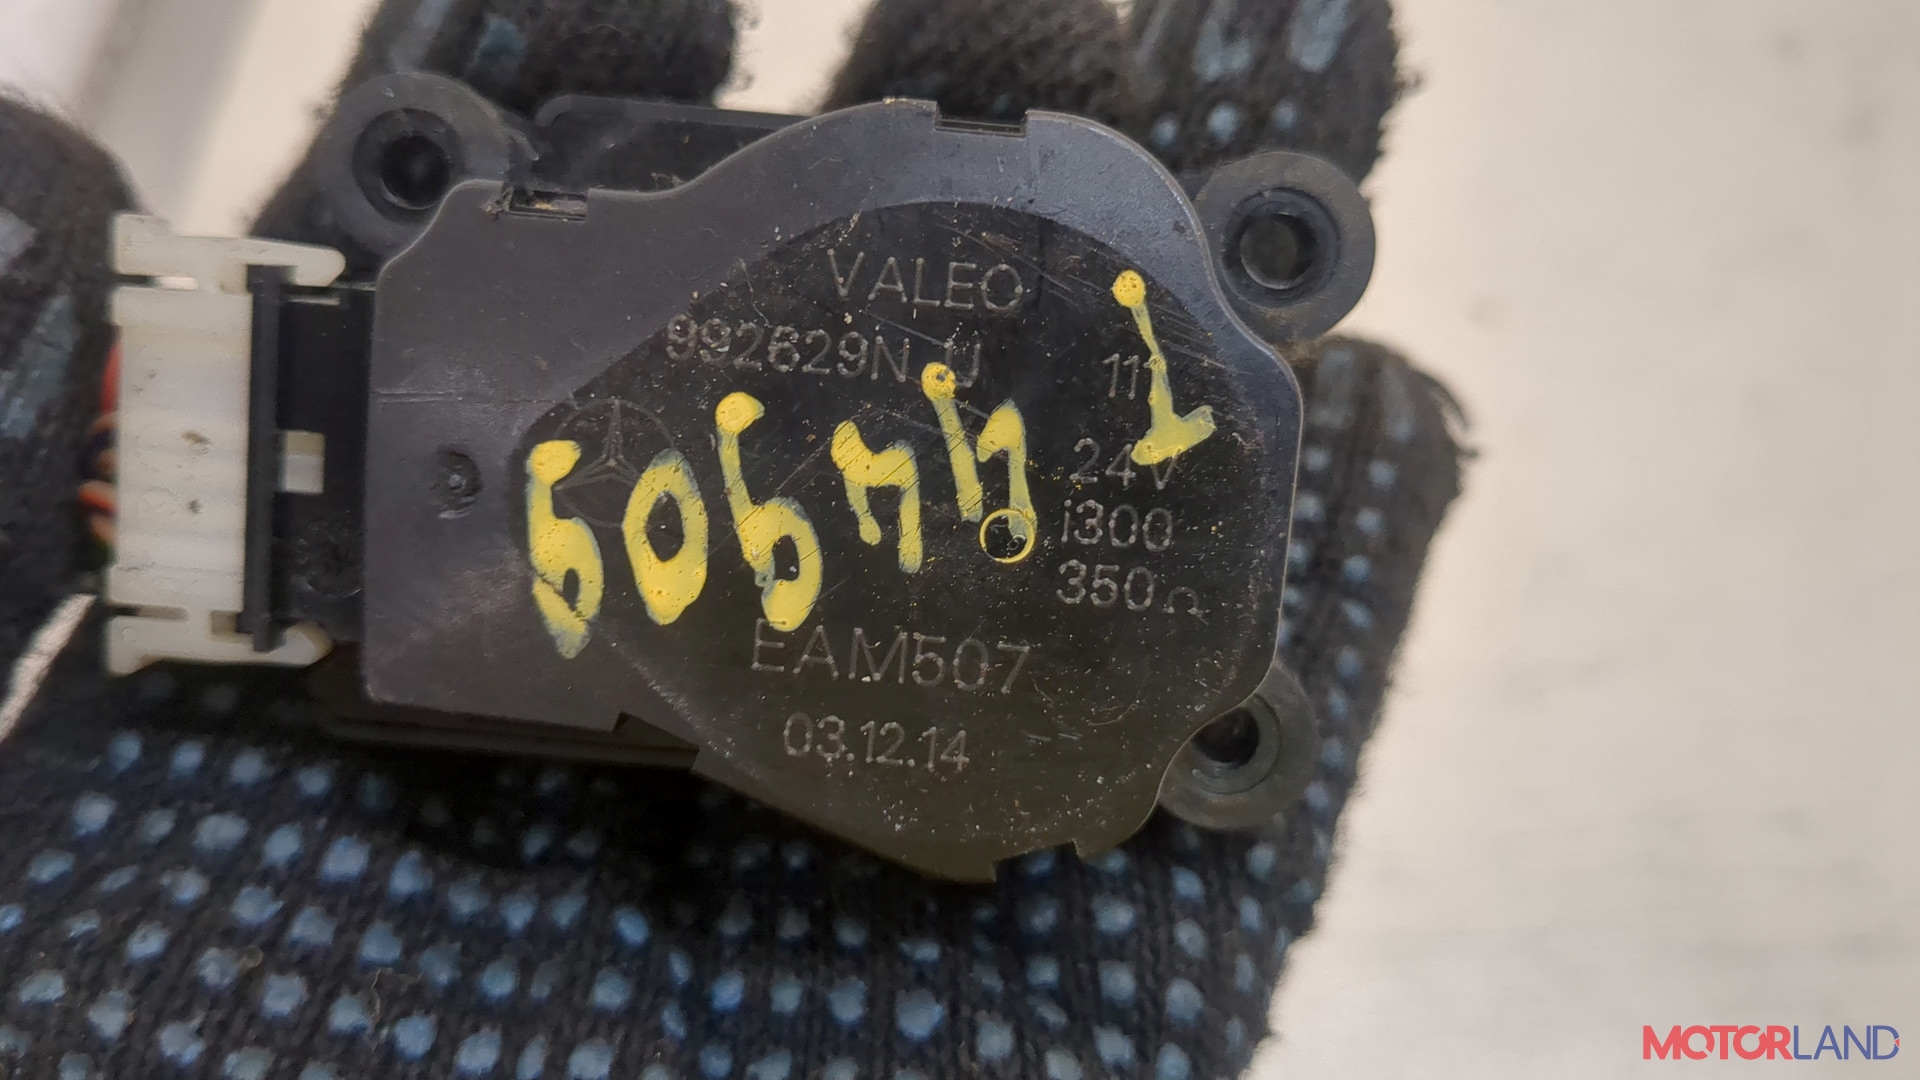 VALEO
992629N U
11
24V
i300
350Ω
EAM507
03.12.14
MOTORLAND